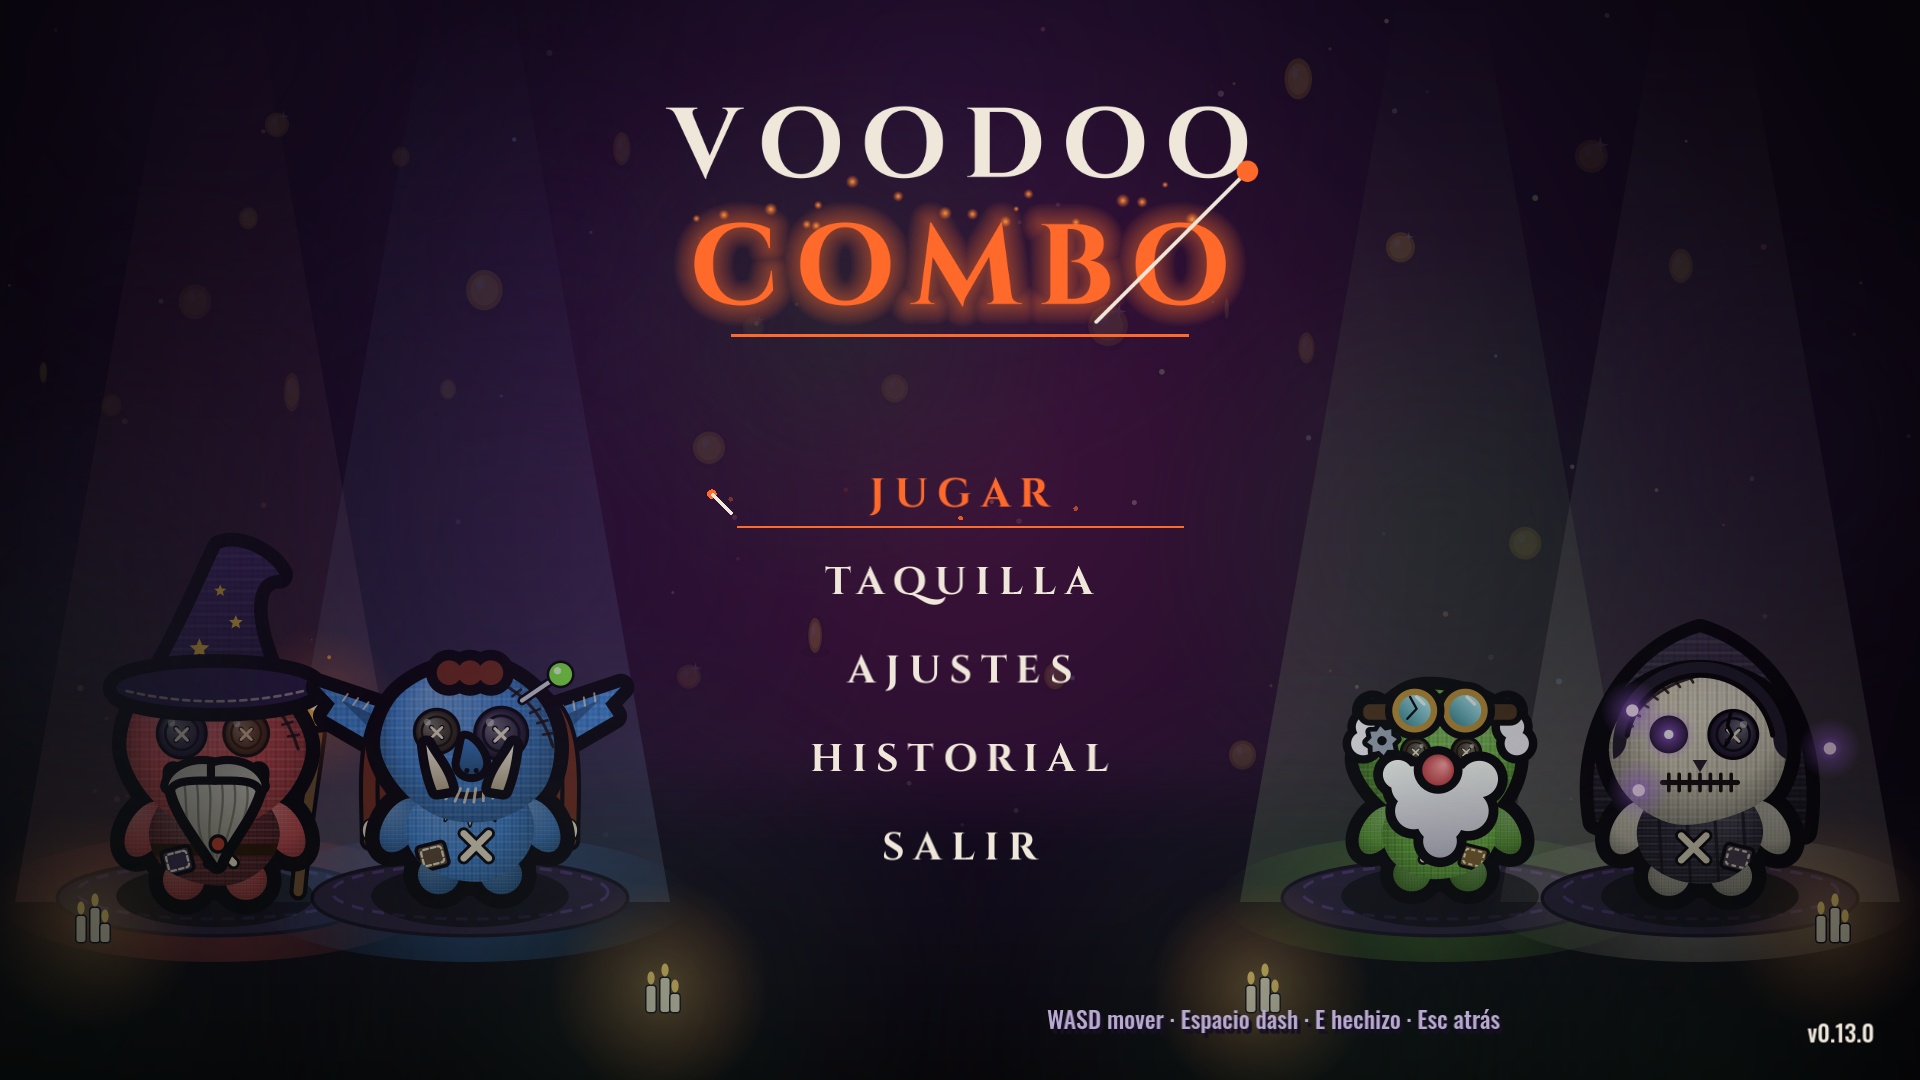 VOODOO
COMBO
JUGAR
TAQUILLA
AJUSTES
HISTORIAL
SALIR
WASD mover · Espacio dash · E hechizo · Esc atrás
v0.13.0